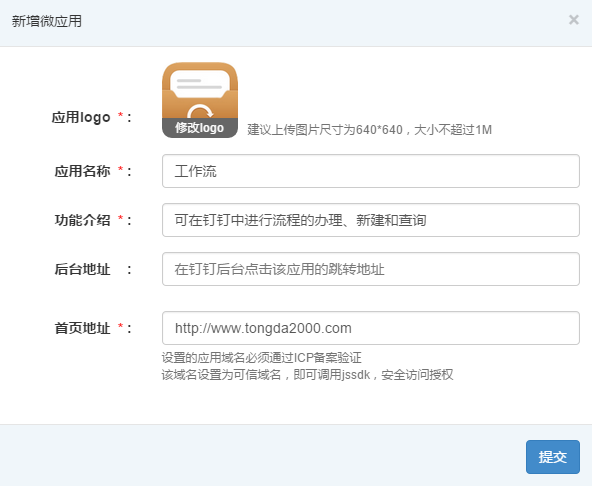 新增微应用
×
修改logo
应用logo *： 建议上传图片尺寸为640*640，大小不超过1M
应用名称 *： 工作流
功能介绍 *： 可在钉钉中进行流程的办理、新建和查询
后台地址 ： 在钉钉后台点击该应用的跳转地址
首页地址 *： http://www.tongda2000.com
设置的应用域名必须通过ICP备案验证
该域名设置为可信域名，即可调用jssdk，安全访问授权
提交